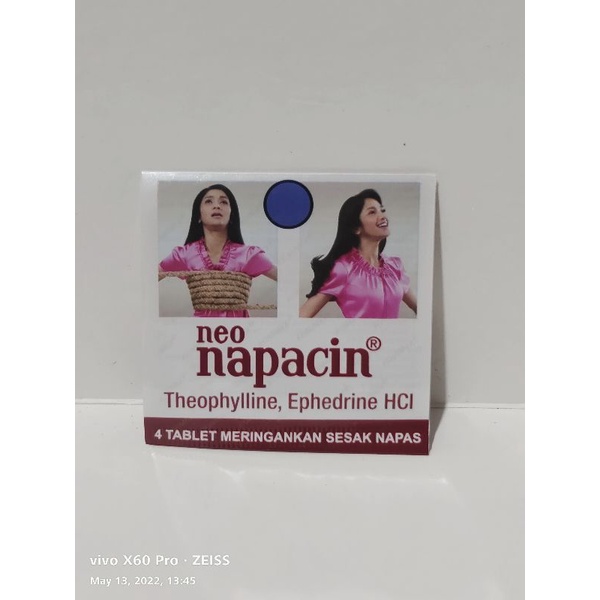 neo
napacin®
Theophylline, Ephedrine HCl
4 TABLET MERINGANKAN SESAK NAPAS
vivo X60 Pro · ZEISS
May 13, 2022, 13:45